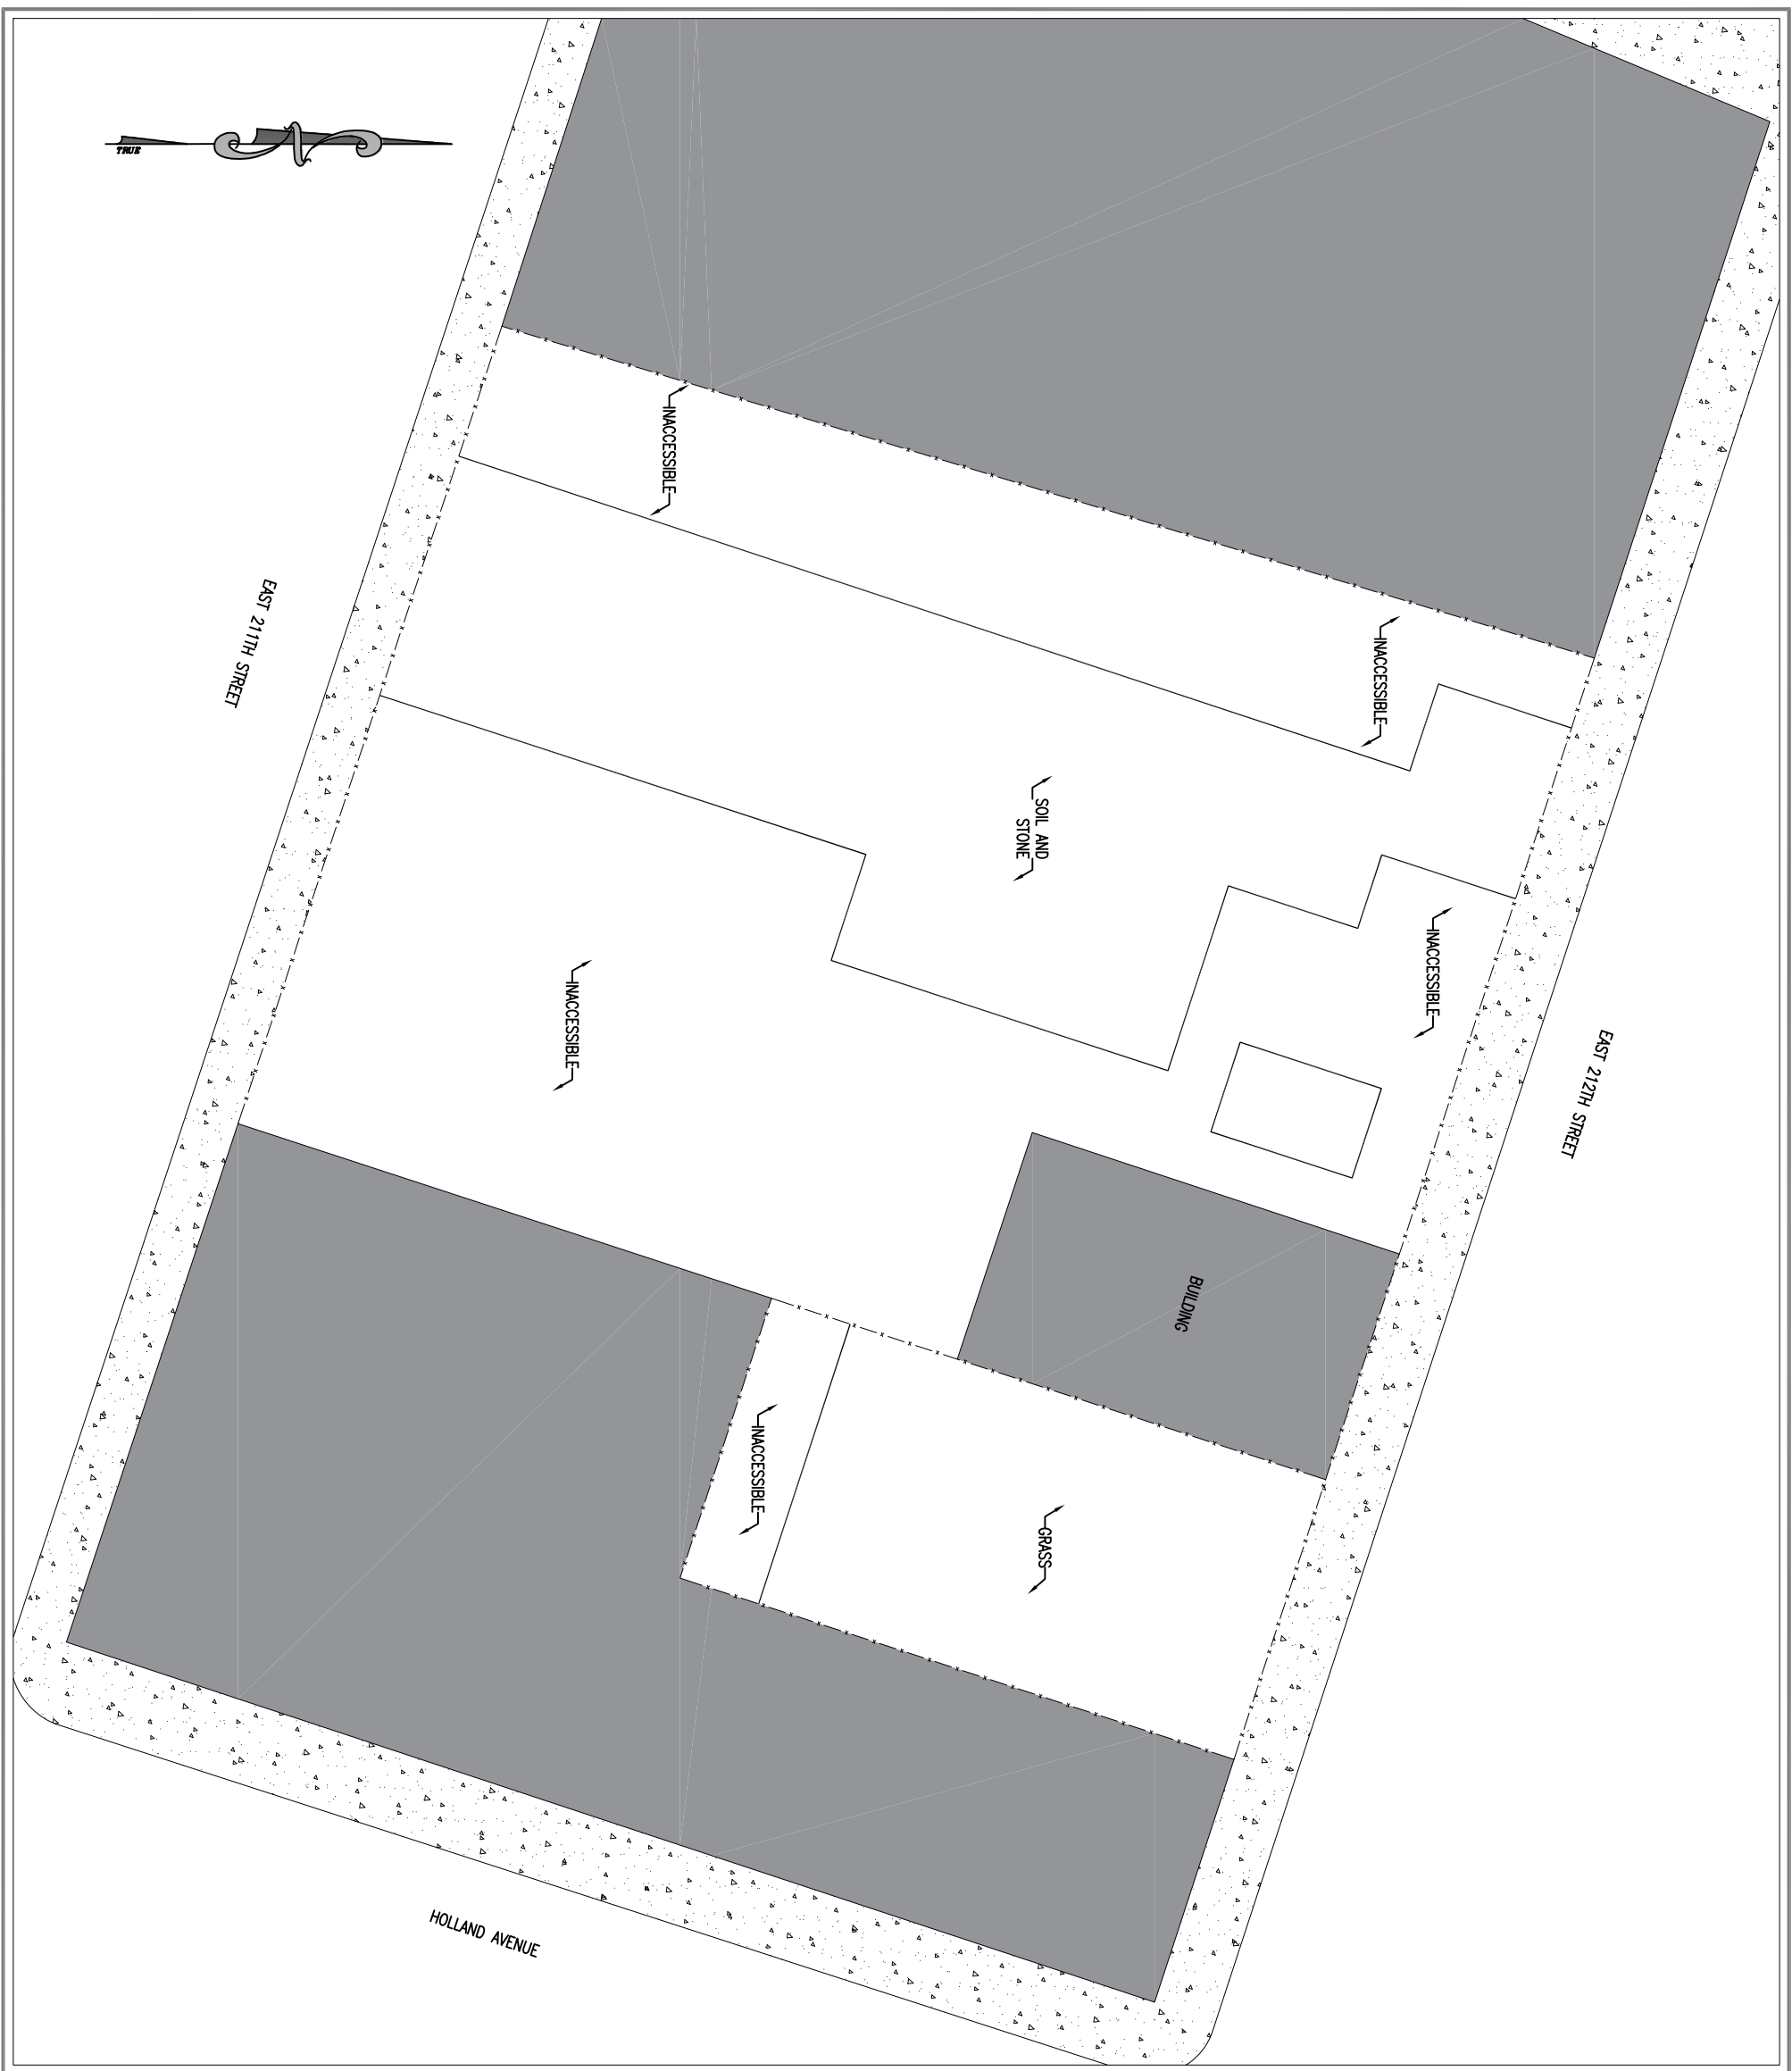 TRUE
N
EAST 211TH STREET
EAST 212TH STREET
HOLLAND AVENUE
INACCESSIBLE
INACCESSIBLE
SOIL AND
STONE
INACCESSIBLE
INACCESSIBLE
BUILDING
INACCESSIBLE
GRASS